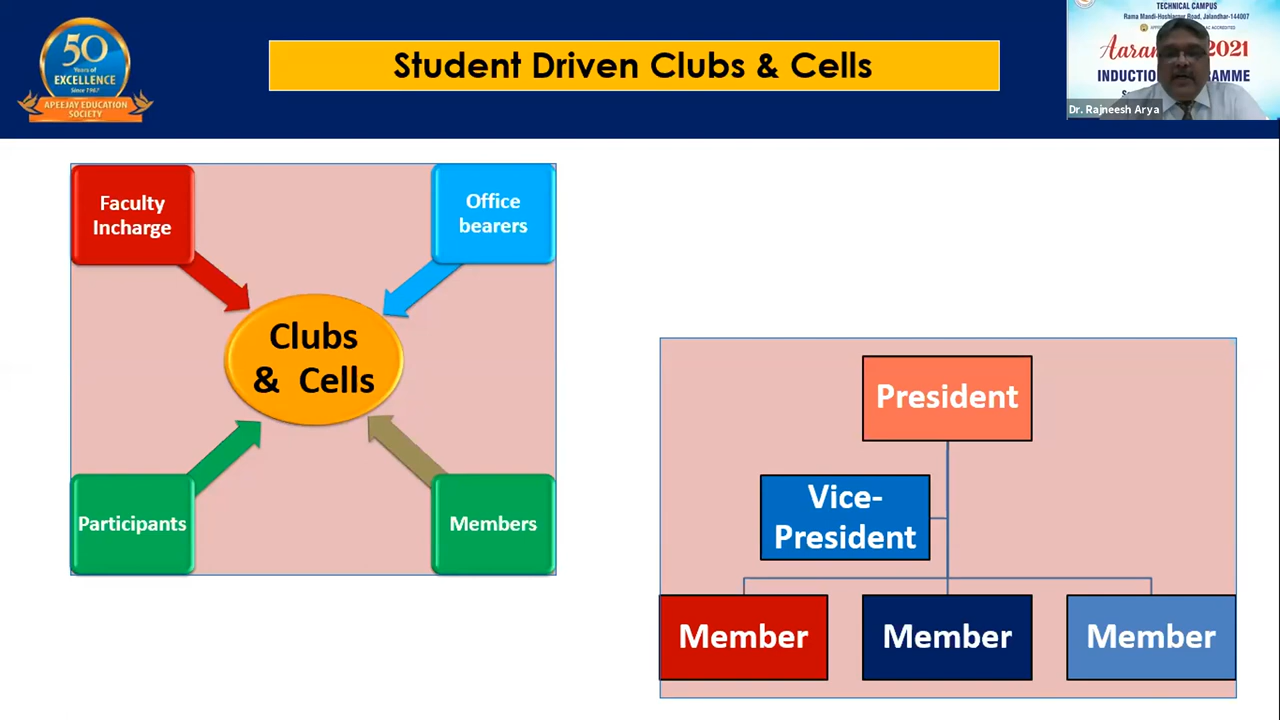 50
Years of
EXCELLENCE
Since 1967
APEEJAY EDUCATION
SOCIETY
Student Driven Clubs & Cells
TECHNICAL CAMPUS
Rama Mandi-Hoshiarpur Road, Jalandhar-144007
2021
Dr. Rajneesh Arya
Faculty
Incharge
Office
bearers
Clubs
& Cells
Participants
Members
President
Vice-
President
Member
Member
Member